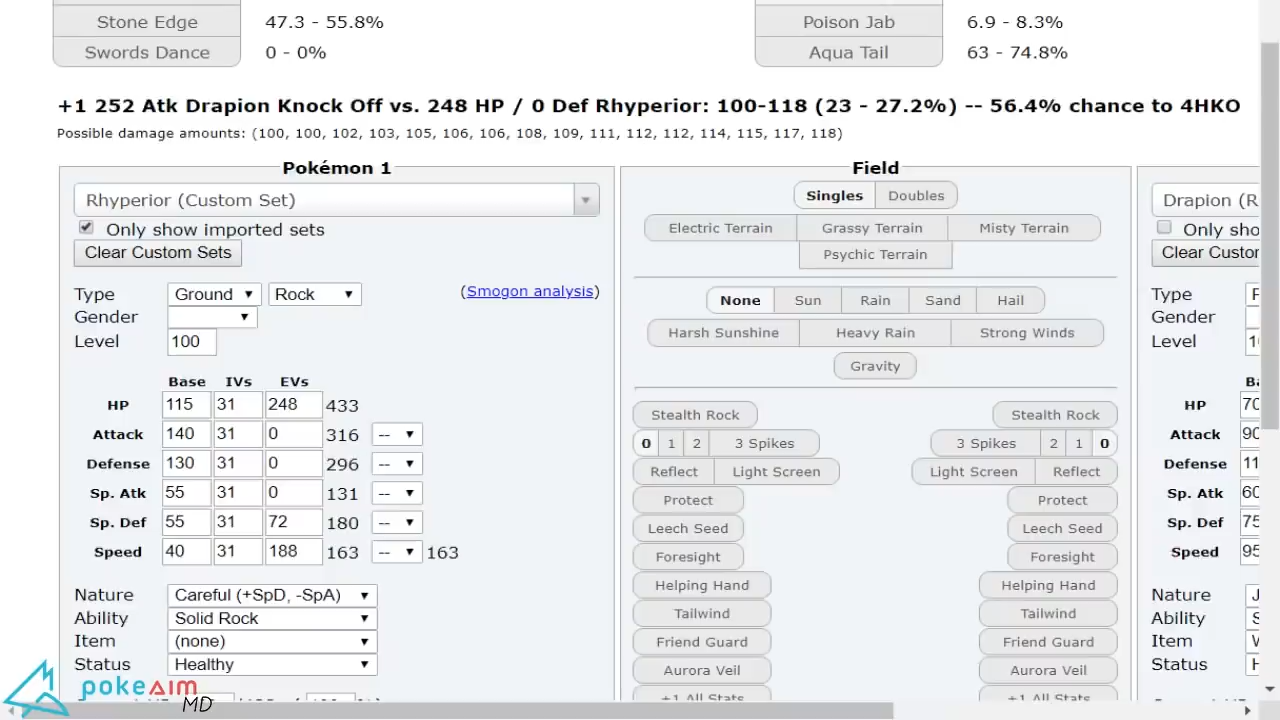 Stone Edge 47.3 - 55.8% Poison Jab 6.9 - 8.3%
Swords Dance 0 - 0% Aqua Tail 63 - 74.8%
+1 252 Atk Drapion Knock Off vs. 248 HP / 0 Def Rhyperior: 100-118 (23 - 27.2%) -- 56.4% chance to 4HKO
Possible damage amounts: (100, 100, 102, 103, 105, 106, 106, 108, 109, 111, 112, 112, 114, 115, 117, 118)
Pokémon 1
Rhyperior (Custom Set)
Only show imported sets
Clear Custom Sets
Type Ground Rock (Smogon analysis)
Gender
Level 100
Base IVs EVs
HP 115 31 248 433
Attack 140 31 0 316 --
Defense 130 31 0 296 --
Sp. Atk 55 31 0 131 --
Sp. Def 55 31 72 180 --
Speed 40 31 188 163 -- 163
Nature Careful (+SpD, -SpA)
Ability Solid Rock
Item (none)
Status Healthy
Field
Singles Doubles
Electric Terrain Grassy Terrain Misty Terrain
Psychic Terrain
None Sun Rain Sand Hail
Harsh Sunshine Heavy Rain Strong Winds
Gravity
Stealth Rock Stealth Rock
0 1 2 3 Spikes 3 Spikes 2 1 0
Reflect Light Screen Light Screen Reflect
Protect Protect
Leech Seed Leech Seed
Foresight Foresight
Helping Hand Helping Hand
Tailwind Tailwind
Friend Guard Friend Guard
Aurora Veil Aurora Veil
+1 All Stats +1 All Stats
Drapion (R
Only sho
Clear Custor
Type
Gender
Level
HP 70
Attack 90
Defense 11
Sp. Atk 60
Sp. Def 75
Speed 95
Nature
Ability
Item
Status
pokeaim
MD